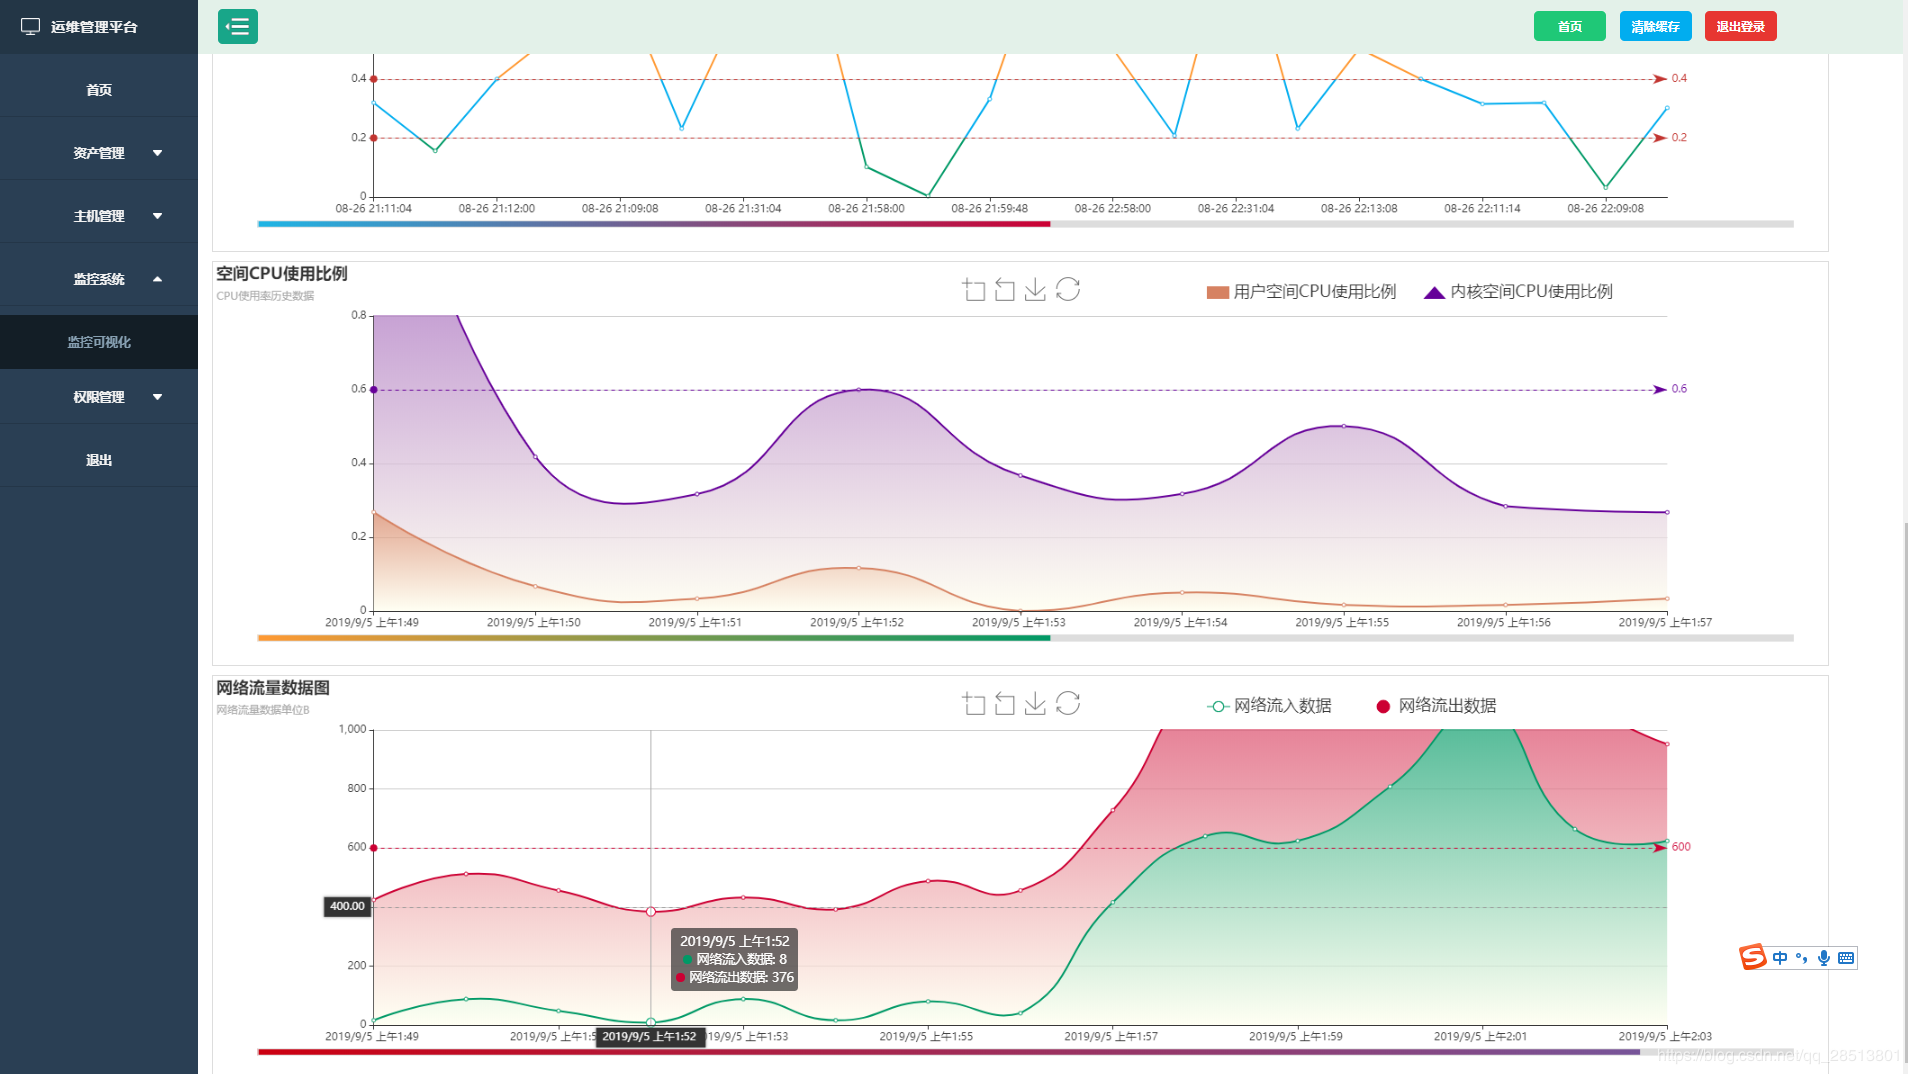 运维管理平台
首页
清除缓存
退出登录
首页
资产管理
主机管理
监控系统
监控可视化
权限管理
退出
0.4
0.4
0.2
0.2
0
08-26 21:11:04
08-26 21:12:00
08-26 21:09:08
08-26 21:31:04
08-26 21:58:00
08-26 21:59:48
08-26 22:58:00
08-26 22:31:04
08-26 22:13:08
08-26 22:11:14
08-26 22:09:08
空间CPU使用比例
CPU使用率历史数据
用户空间CPU使用比例
内核空间CPU使用比例
0.8
0.6
0.6
0.4
0.2
0
2019/9/5 上午1:49
2019/9/5 上午1:50
2019/9/5 上午1:51
2019/9/5 上午1:52
2019/9/5 上午1:53
2019/9/5 上午1:54
2019/9/5 上午1:55
2019/9/5 上午1:56
2019/9/5 上午1:57
网络流量数据图
网络流量数据单位B
网络流入数据
网络流出数据
1,000
800
600
600
400.00
200
0
2019/9/5 上午1:52
网络流入数据: 8
网络流出数据: 376
2019/9/5 上午1:49
2019/9/5 上午1:5
2019/9/5 上午1:52
019/9/5 上午1:53
2019/9/5 上午1:55
2019/9/5 上午1:57
2019/9/5 上午1:59
2019/9/5 上午2:01
2019/9/5 上午2:03
S 中
https://blog.csdn.net/qq_28513801